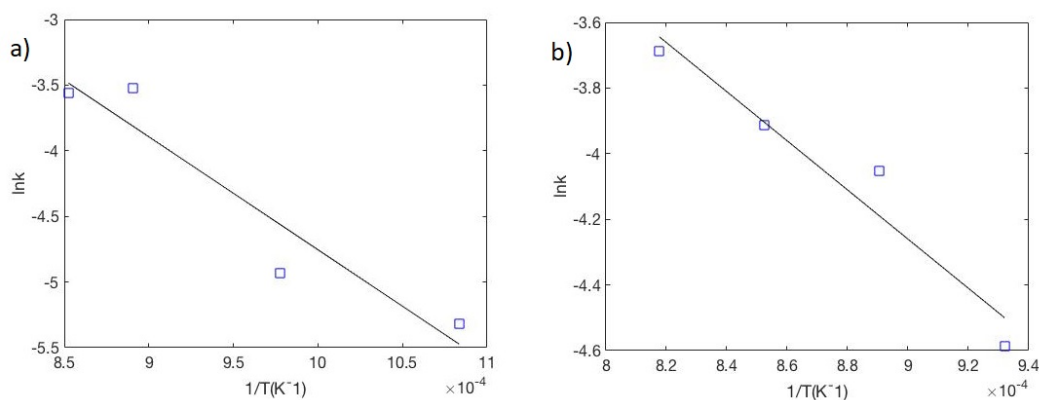 a)
-3
-3.5
-4
-4.5
-5
-5.5
lnk
8.5 9 9.5 10 10.5 11
1/T(K⁻1)
×10⁻⁴
b)
-3.6
-3.8
-4
-4.2
-4.4
-4.6
lnk
8 8.2 8.4 8.6 8.8 9 9.2 9.4
1/T(K⁻1)
×10⁻⁴